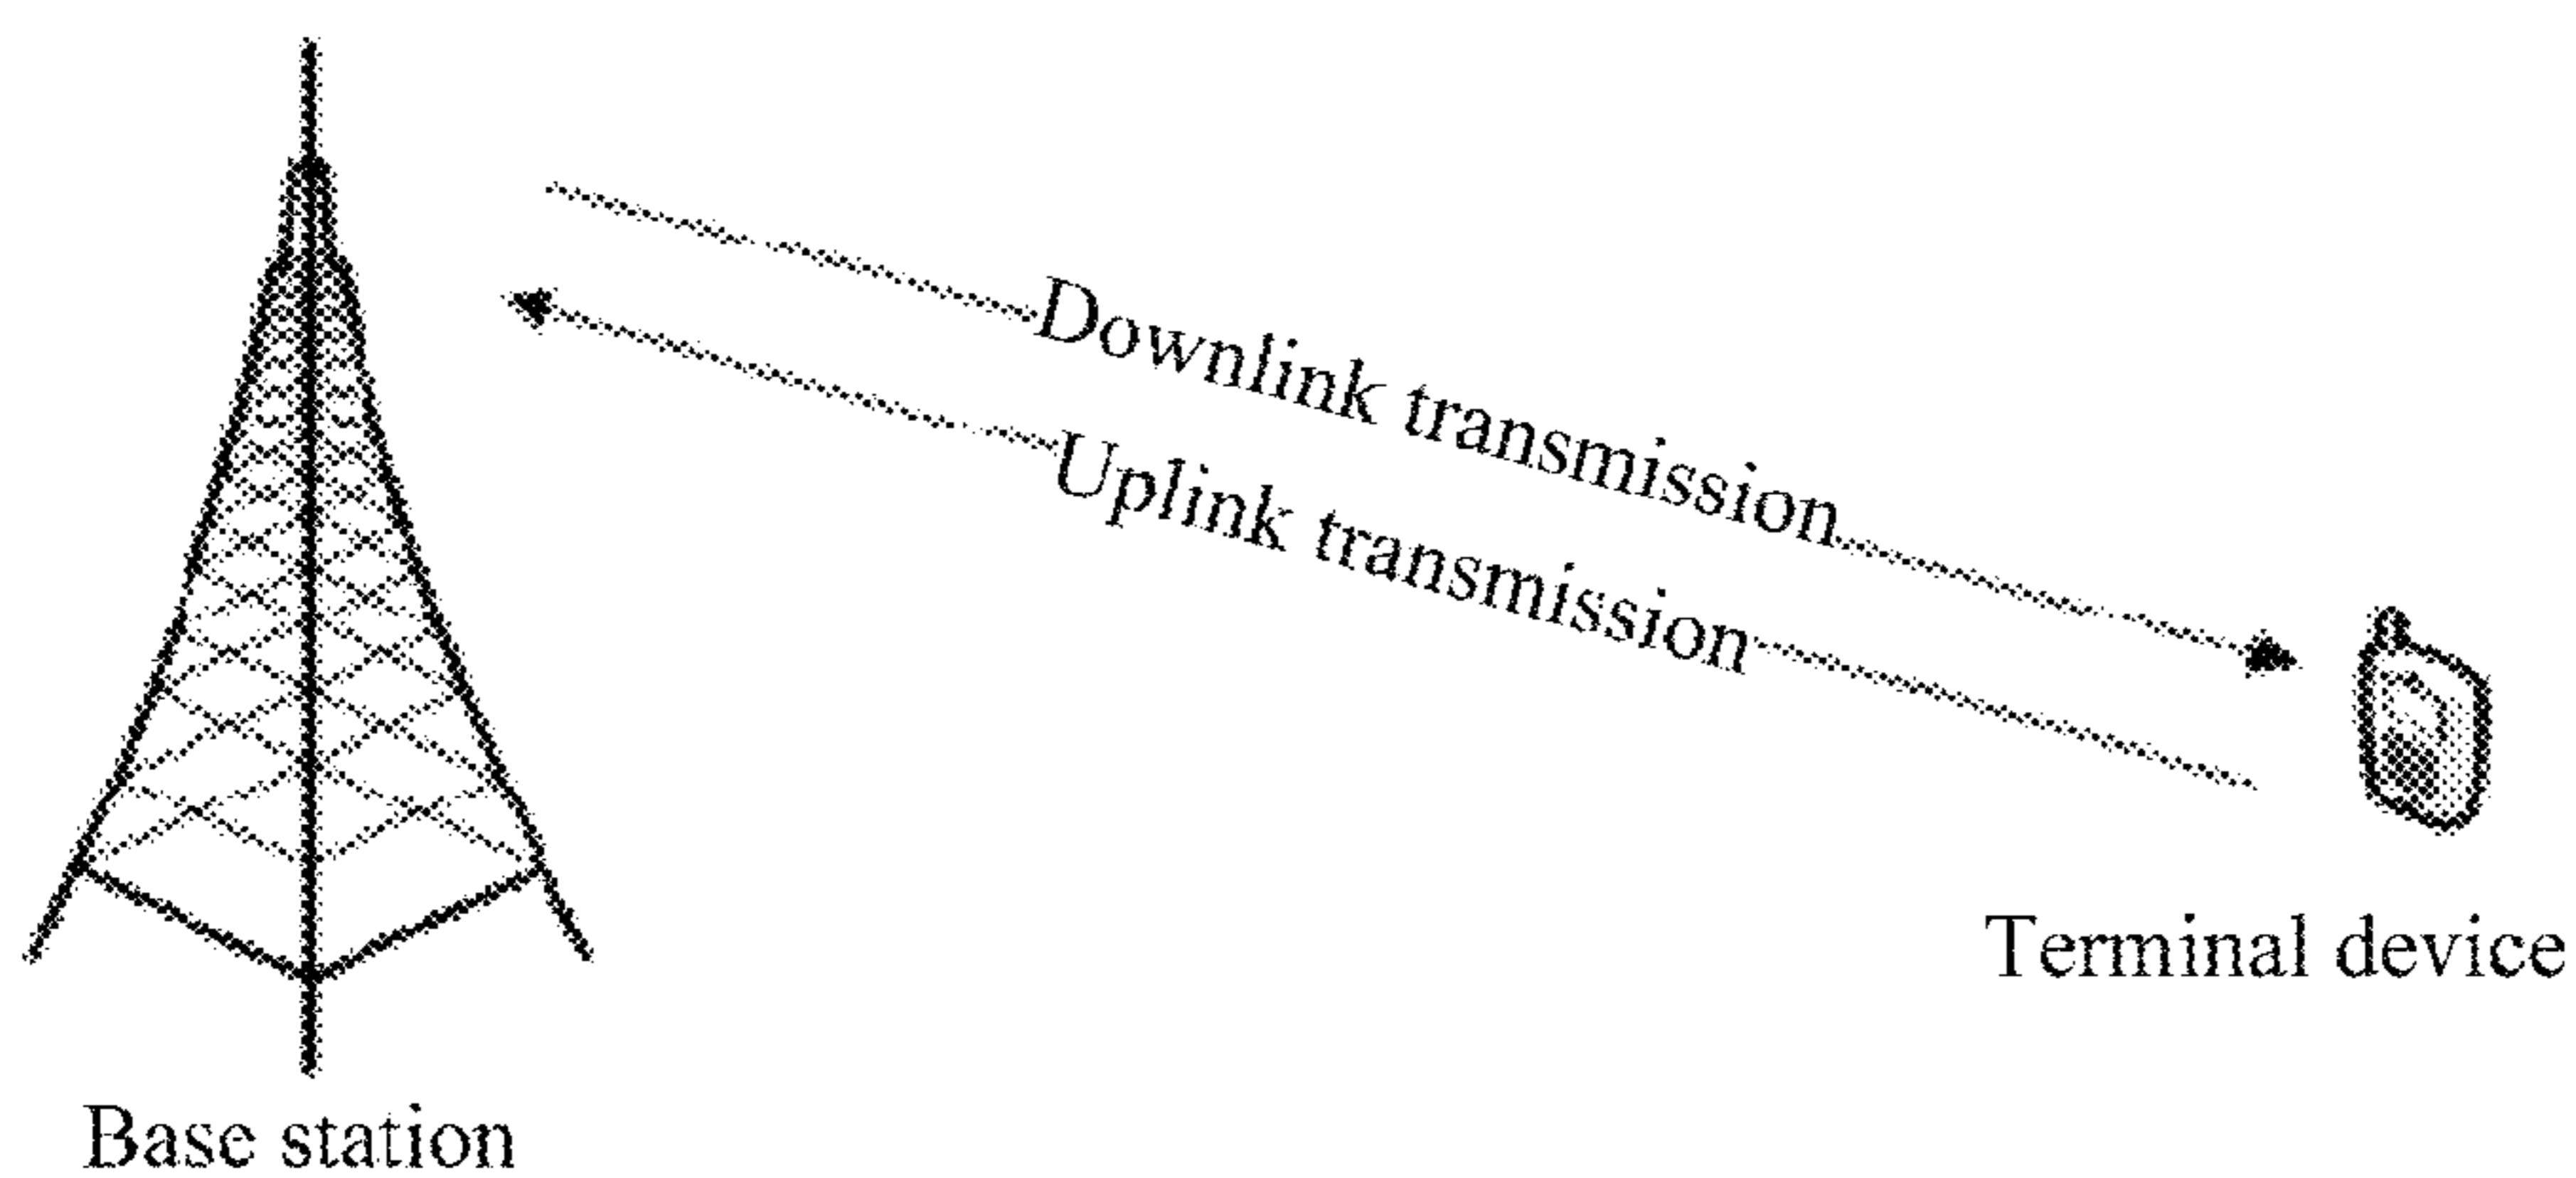 Downlink transmission
Uplink transmission
Terminal device
Base station